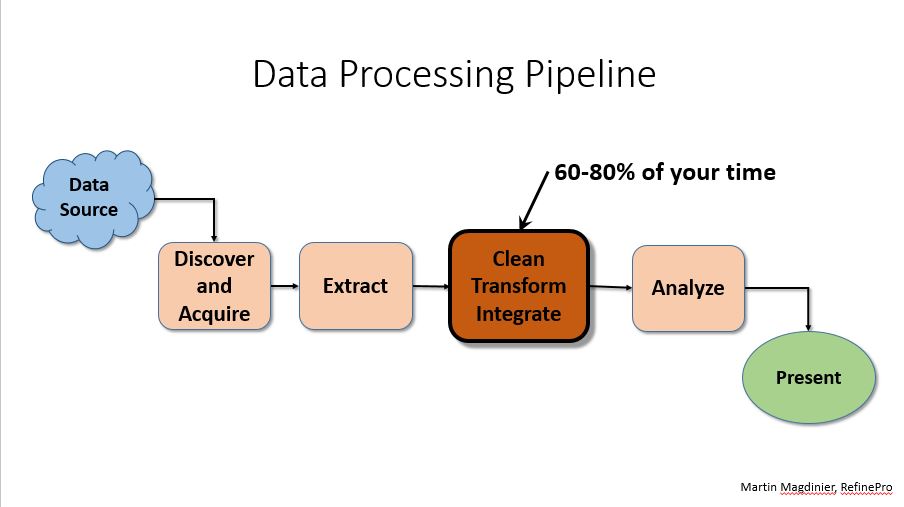 Data Processing Pipeline
Data
Source
60-80% of your time
Discover
and
Acquire
Extract
Clean
Transform
Integrate
Analyze
Present
Martin Magdinier, RefinePro